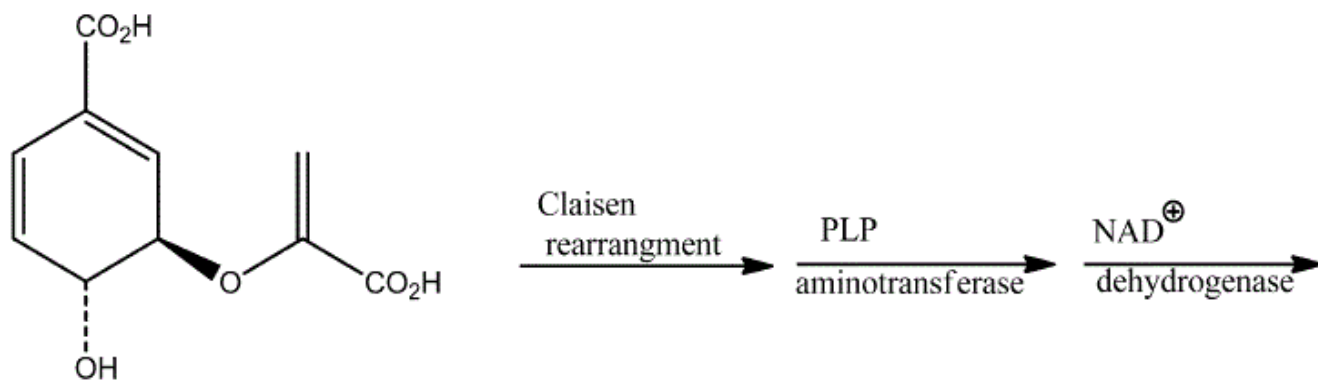 CO₂H
O
CO₂H
OH
Claisen
rearrangment
PLP
aminotransferase
NAD⊕
dehydrogenase